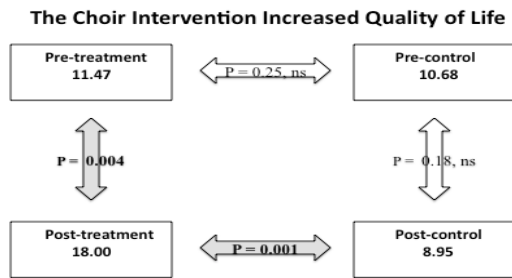 The Choir Intervention Increased Quality of Life
Pre-treatment
11.47
P = 0.25, ns
Pre-control
10.68
P = 0.004
P = 0.18, ns
Post-treatment
18.00
P = 0.001
Post-control
8.95